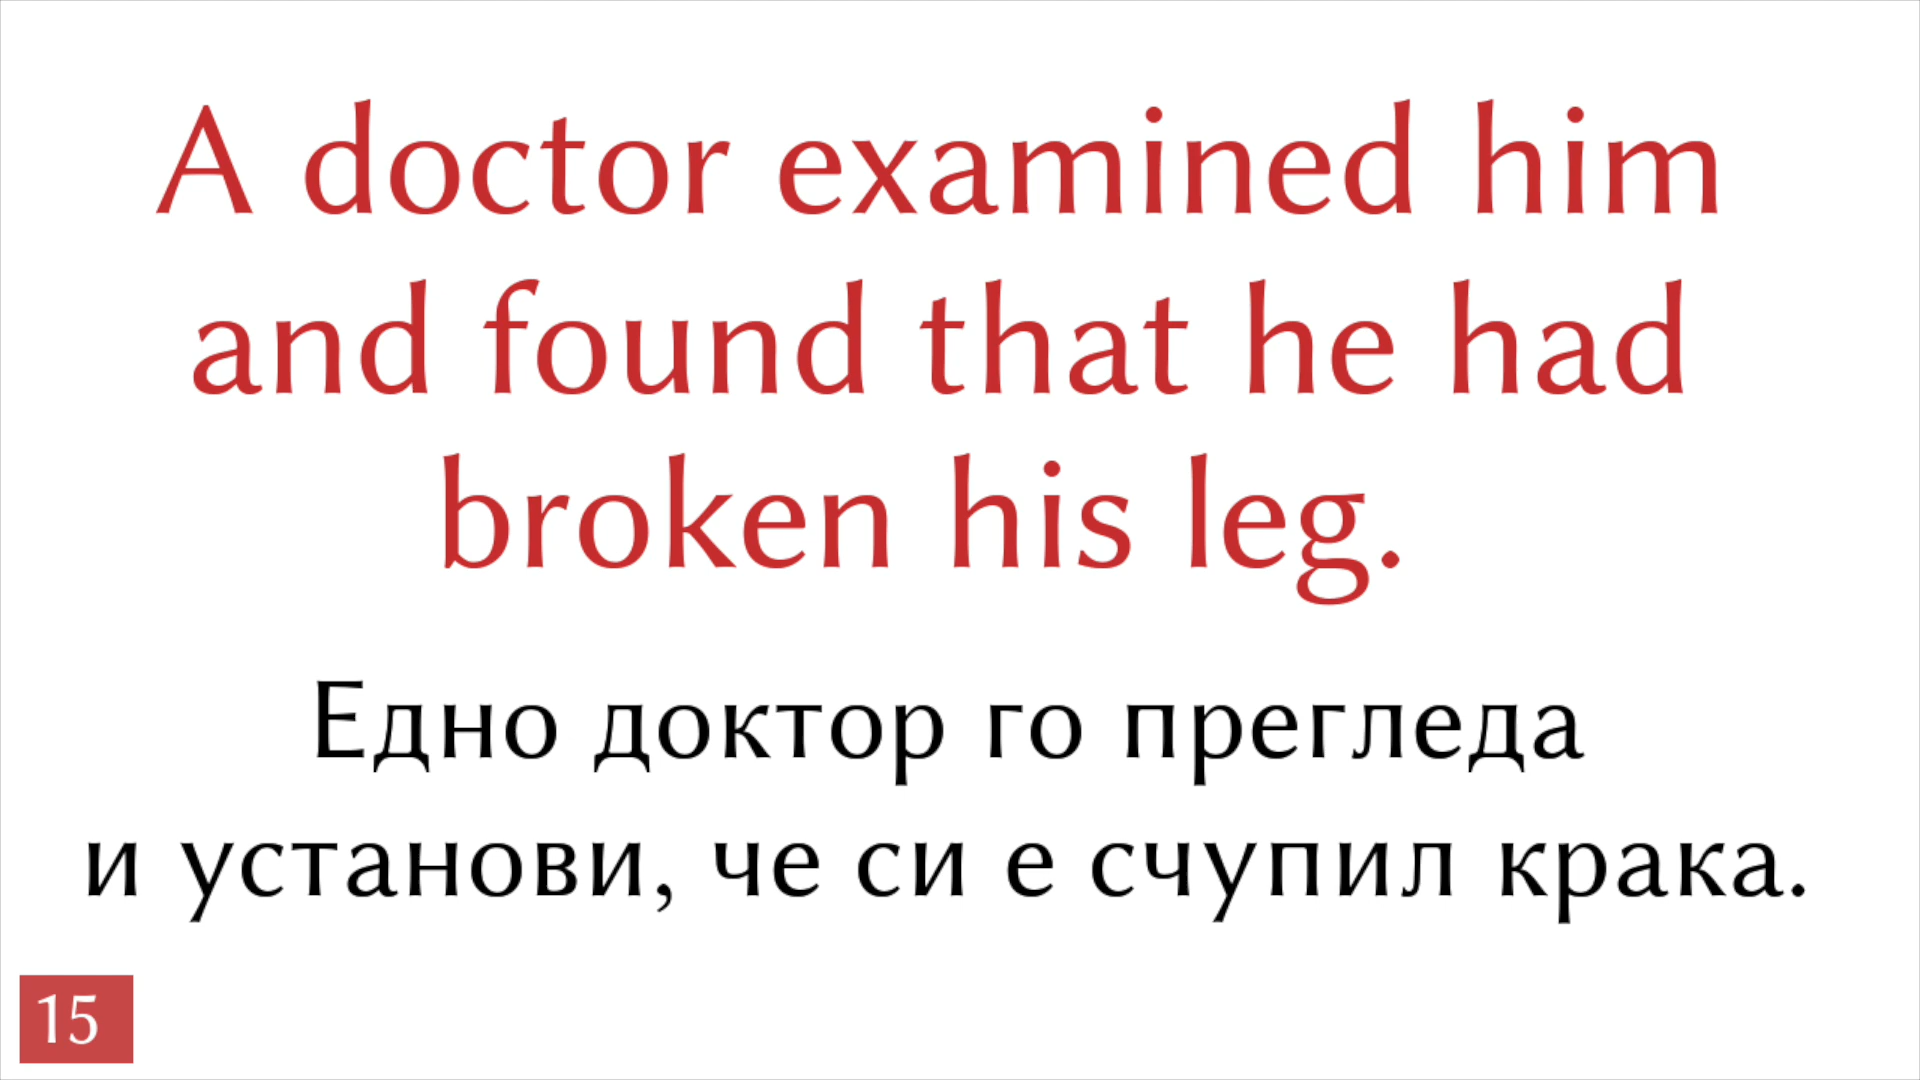 A doctor examined him
and found that he had
broken his leg.
Едно доктор го прегледа
и установи, че си е счупил крака.
15